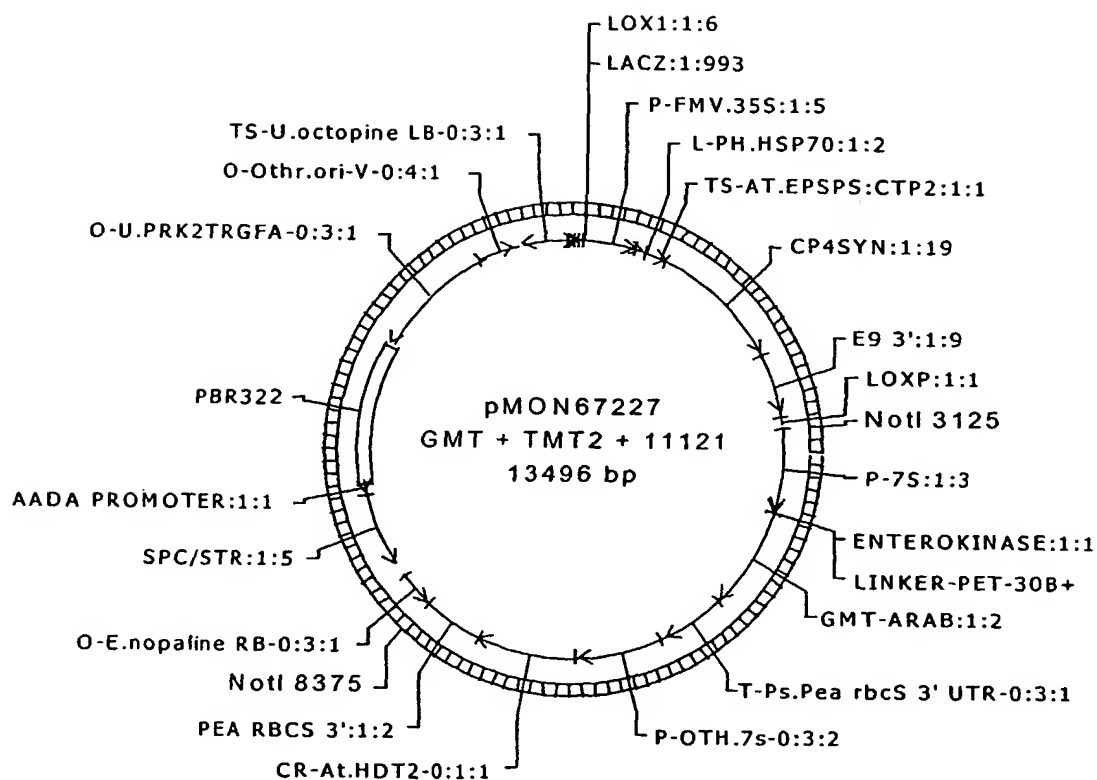 LOX1:1:6
LACZ:1:993
P-FMV.35S:1:5
L-PH.HSP70:1:2
TS-AT.EPSPS:CTP2:1:1
CP4SYN:1:19
E9 3':1:9
LOXP:1:1
NotI 3125
P-7S:1:3
ENTEROKINASE:1:1
LINKER-PET-30B+
GMT-ARAB:1:2
T-Ps.Pea rbcS 3' UTR-0:3:1
P-OTH.7s-0:3:2
CR-At.HDT2-0:1:1
PEA RBCS 3':1:2
NotI 8375
O-E.nopaline RB-0:3:1
SPC/STR:1:5
AADA PROMOTER:1:1
PBR322
O-U.PRK2TRGFA-0:3:1
O-Othr.ori-V-0:4:1
TS-U.octopine LB-0:3:1
pMON67227
GMT + TMT2 + 11121
13496 bp